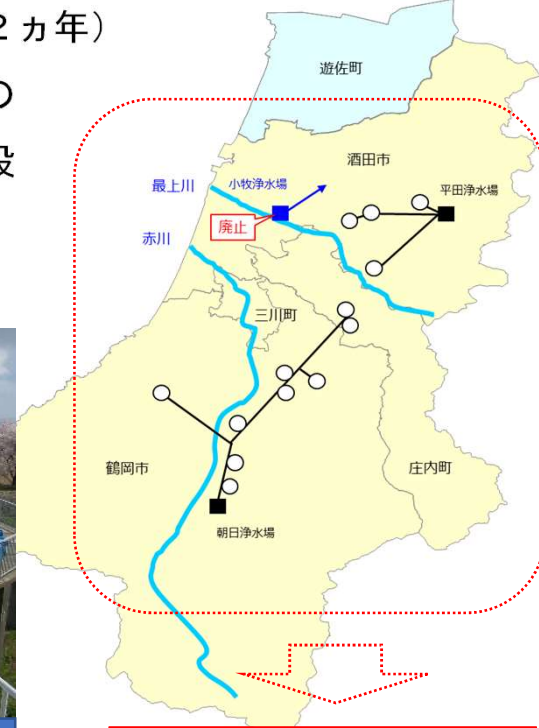 ２ヵ年）
の
設
遊佐町
酒田市
最上川
小牧浄水場
平田浄水場
廃止
赤川
三川町
鶴岡市
庄内町
朝日浄水場